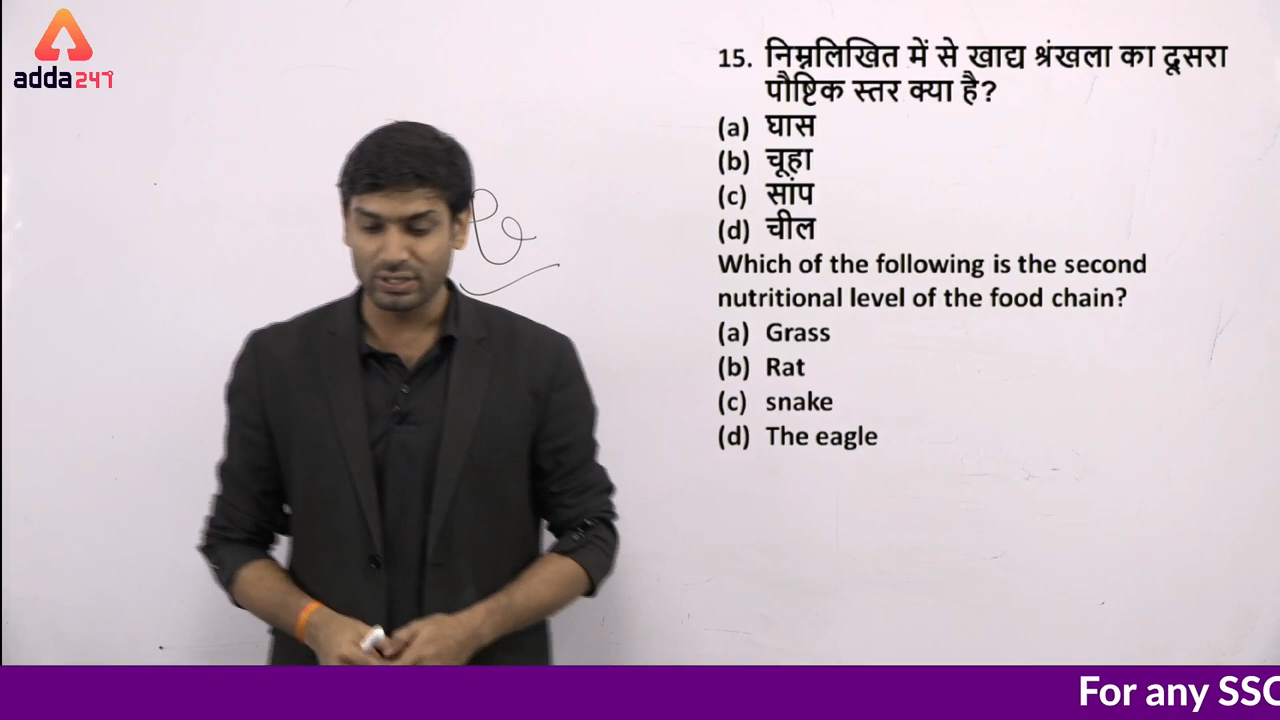 adda247
15. निम्नलिखित में से खाद्य श्रंखला का दूसरा
पौष्टिक स्तर क्या है?
(a) घास
(b) चूहा
(c) सांप
(d) चील
Which of the following is the second
nutritional level of the food chain?
(a) Grass
(b) Rat
(c) snake
(d) The eagle
For any SSC